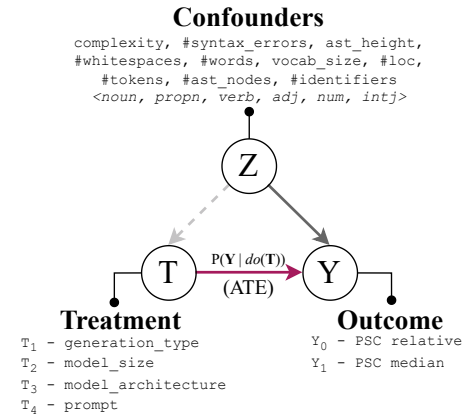 Confounders
complexity, #syntax_errors, ast_height,
#whitespaces, #words, vocab_size, #loc,
#tokens, #ast_nodes, #identifiers
<noun, propn, verb, adj, num, intj>
Z
P(Y | do(T))
T
Y
(ATE)
Treatment
Outcome
T1 - generation_type
Y0 - PSC relative
T2 - model_size
Y1 - PSC median
T3 - model_architecture
T4 - prompt